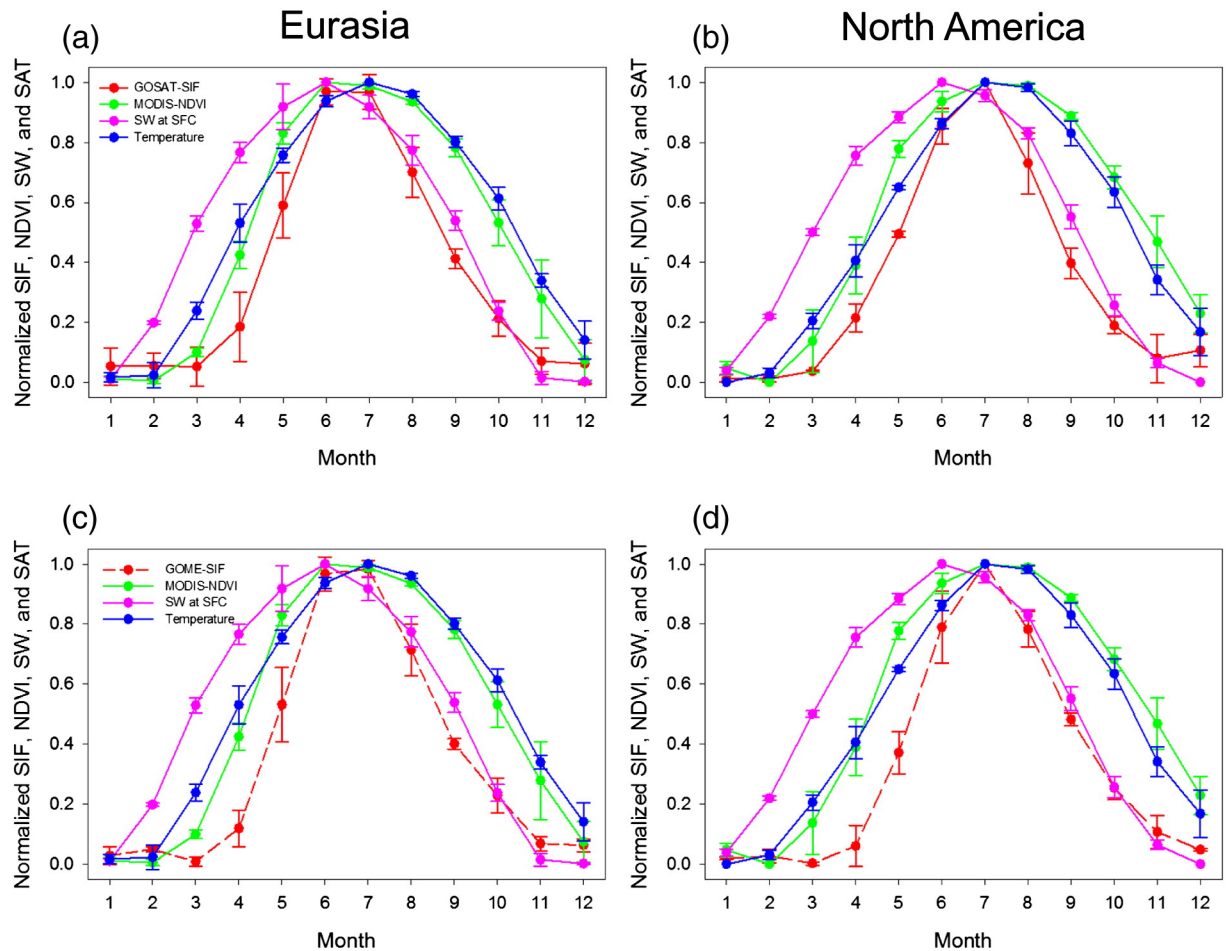 Eurasia
North America
(a)
Normalized SIF, NDVI, SW, and SAT
1.0
0.8
0.6
0.4
0.2
0.0
GOSAT-SIF
MODIS-NDVI
SW at SFC
Temperature
1 2 3 4 5 6 7 8 9 10 11 12
Month
(b)
Normalized SIF, NDVI, SW, and SAT
1.0
0.8
0.6
0.4
0.2
0.0
1 2 3 4 5 6 7 8 9 10 11 12
Month
(c)
Normalized SIF, NDVI, SW, and SAT
1.0
0.8
0.6
0.4
0.2
0.0
GOME-SIF
MODIS-NDVI
SW at SFC
Temperature
1 2 3 4 5 6 7 8 9 10 11 12
Month
(d)
Normalized SIF, NDVI, SW, and SAT
1.0
0.8
0.6
0.4
0.2
0.0
1 2 3 4 5 6 7 8 9 10 11 12
Month